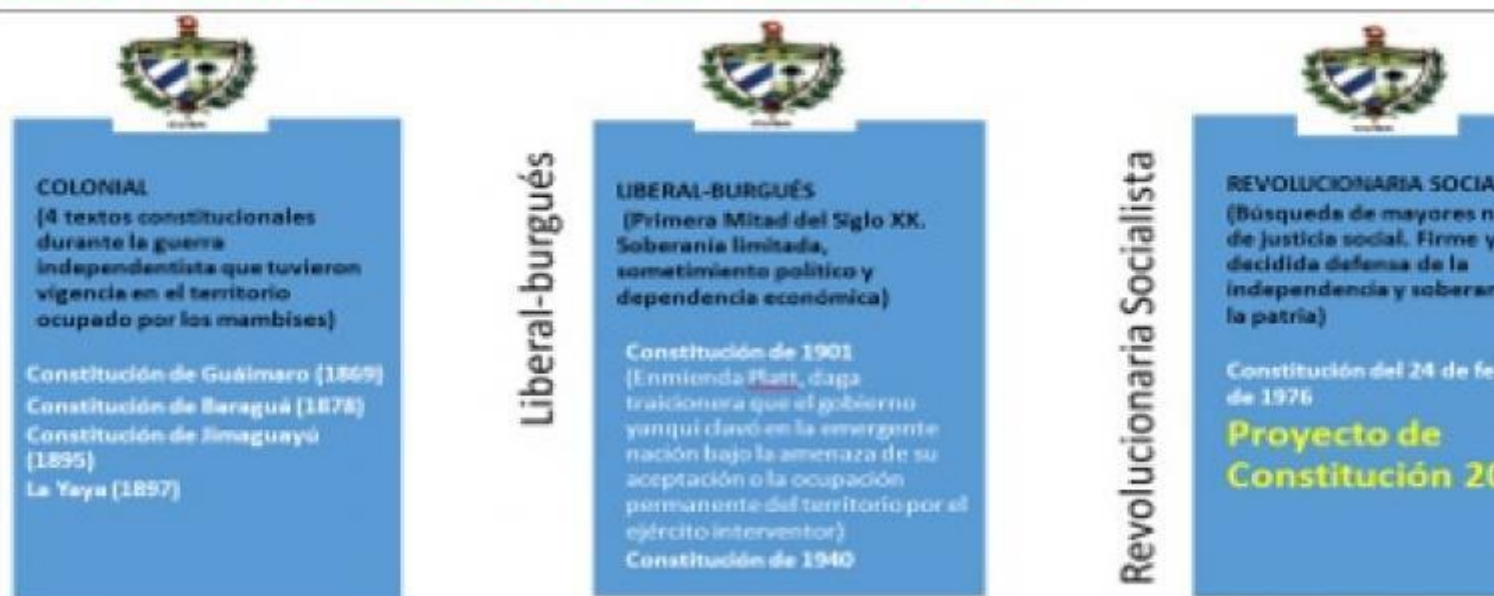 COLONIAL
(4 textos constitucionales
durante la guerra
independentista que tuvieron
vigencia en el territorio
ocupado por los mambises)
Constitución de Guáimaro (1869)
Constitución de Baraguá (1878)
Constitución de Jimaguayú
(1895)
La Yaya (1897)
Liberal-burgués
LIBERAL-BURGUÉS
(Primera Mitad del Siglo XX.
Soberanía limitada,
sometimiento político y
dependencia económica)
Constitución de 1901
(Enmienda Platt, daga
traicionera que el gobierno
yanqui clavó en la emergente
nación bajo la amenaza de su
aceptación o la ocupación
permanente del territorio por el
ejército interventor)
Constitución de 1940
Revolucionaria Socialista
REVOLUCIONARIA SOCIA
(Búsqueda de mayores n
de justicia social. Firme y
decidida defensa de la
independencia y soberan
la patria)
Constitución del 24 de fe
de 1976
Proyecto de
Constitución 20